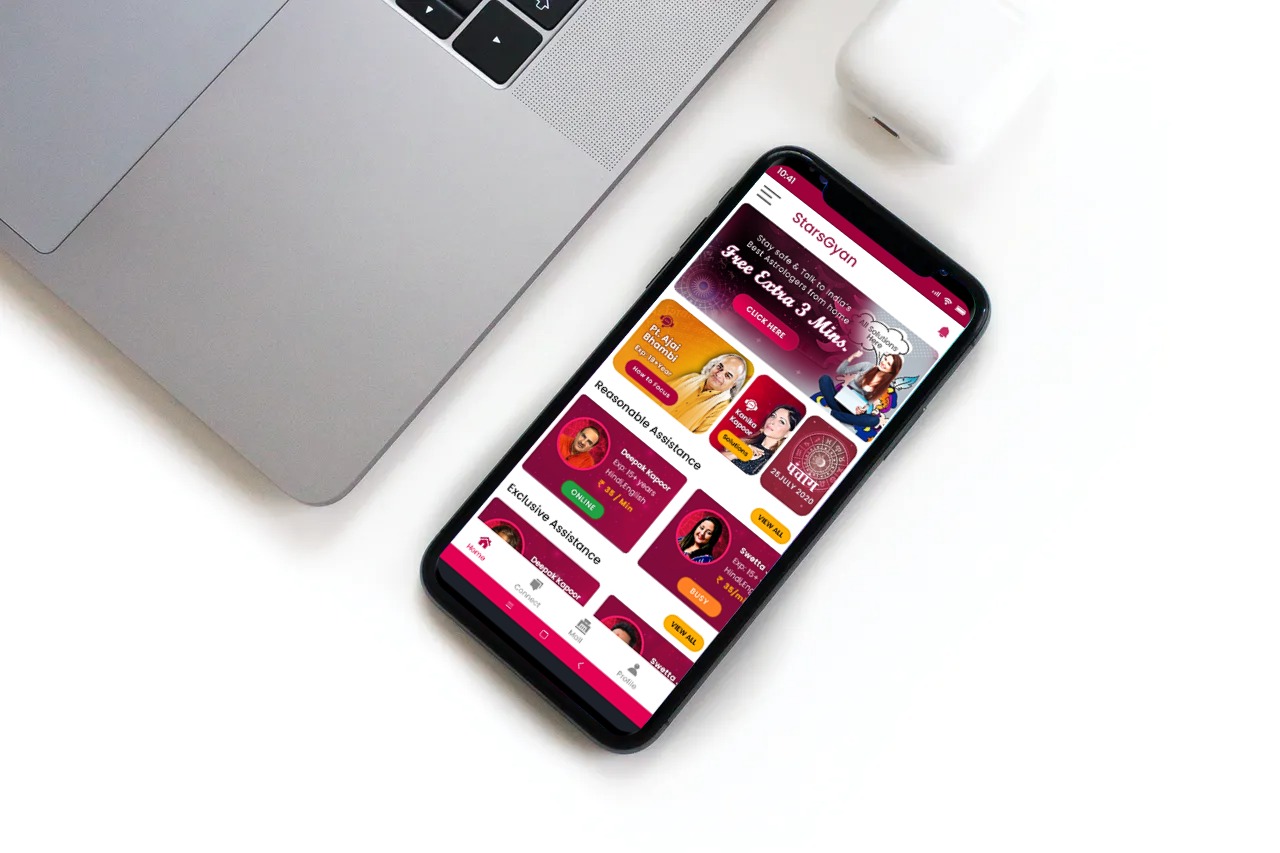 10:41
StarsGyan
Stay safe & Talk to India's
Best Astrologers from home
Free Extra 3 Mins.
CLICK HERE
All Solutions
Here
Pt. Ajai
Bhambi
Exp: 18+Year
How to Focus
Kanika
Kapoor
Solutions
पंचांग
25JULY 2020
Reasonable Assistance
VIEW ALL
Deepak Kapoor
Exp: 15+ years
Hindi,English
₹ 35 / Min
ONLINE
Swetta
Exp: 15+
Hindi,Eng
₹ 35/mi
BUSY
Exclusive Assistance
VIEW ALL
Deepak Kapoor
Swetta
Home
Connect
Mall
Profile